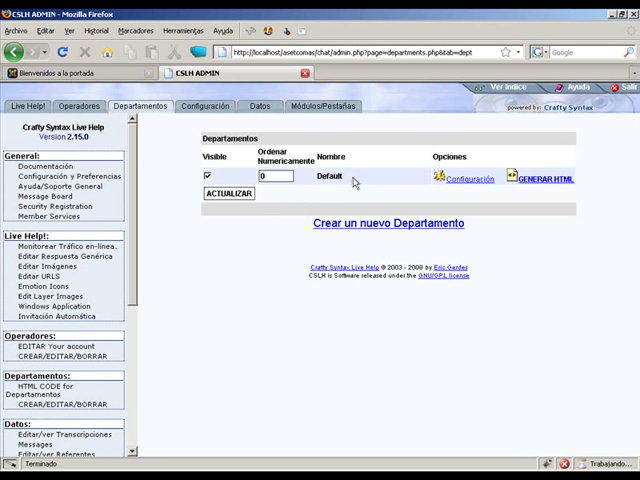 CSLH ADMIN - Mozilla Firefox
Archivo Editar Ver Historial Marcadores Herramientas Ayuda
http://localhost/asetcomas/chat/admin.php?page=departments.php&tab=dept
Google
Bienvenidos a la portada
CSLH ADMIN
Ver Indice Ayuda Salir
Live Help! Operadores Departamentos Configuración Datos Módulos/Pestañas
powered by: Crafty Syntax
Crafty Syntax Live Help
Version 2.15.0
General:
Documentación
Configuración y Preferencias
Ayuda/Soporte General
Message Board
Security Registration
Member Services
Live Help!:
Monitorear Tráfico en-línea.
Editar Respuesta Genérica
Editar Imágenes
Editar URLS
Emotion Icons
Edit Layer Images
Windows Application
Invitación Automática
Operadores:
EDITAR Your account
CREAR/EDITAR/BORRAR
Departamentos:
HTML CODE for
Departamentos
CREAR/EDITAR/BORRAR
Datos:
Editar/ver Transcripciones
Messages
Editar/ver Referentes
Departamentos
Visible Ordenar Numericamente Nombre Opciones
0 Default Configuración GENERAR HTML
ACTUALIZAR
Crear un nuevo Departamento
Crafty Syntax Live Help © 2003 - 2008 by Eric Gerdes
CSLH is Software released under the GNU/GPL license
Terminado
Trabajando...